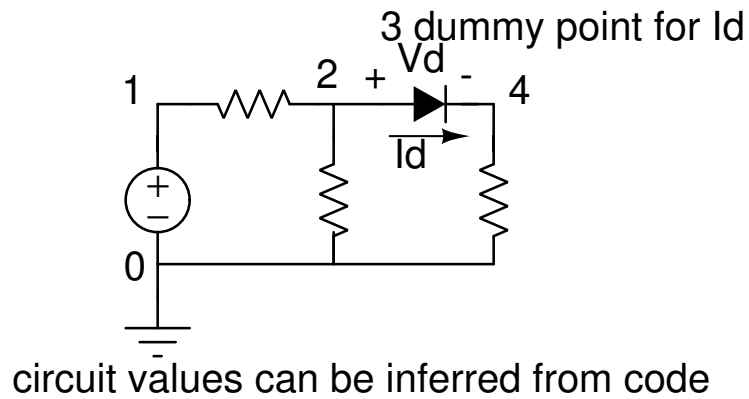 3 dummy point for Id
Vd
1
2
+
-
4
Id
+
−
0
circuit values can be inferred from code